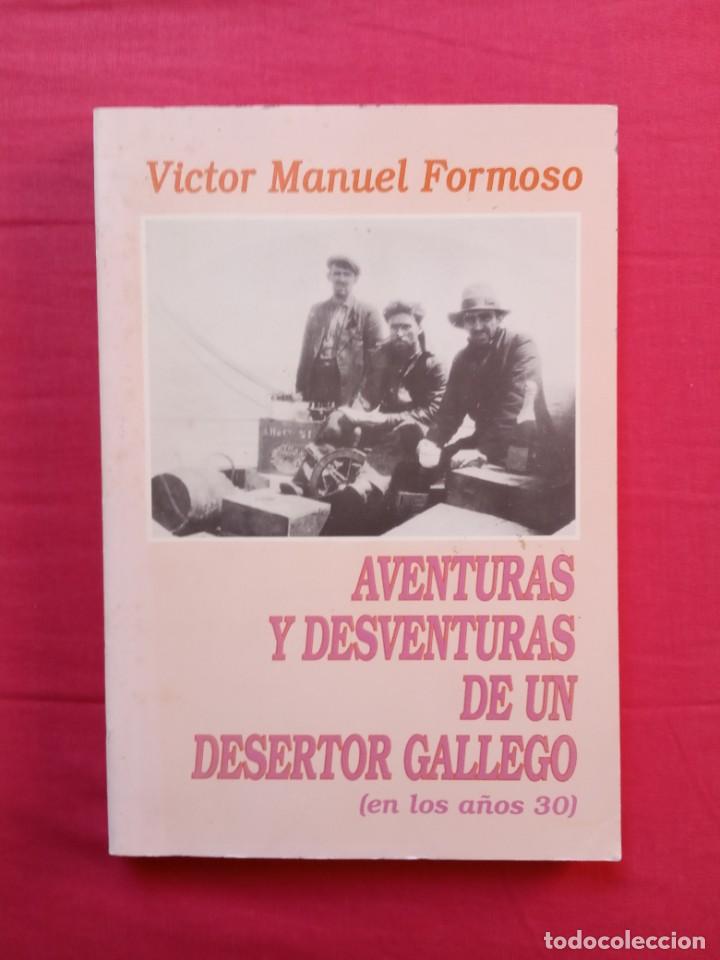 Victor Manuel Formoso
AVENTURAS
Y DESVENTURAS
DE UN
DESERTOR GALLEGO
(en los años 30)
todocoleccion